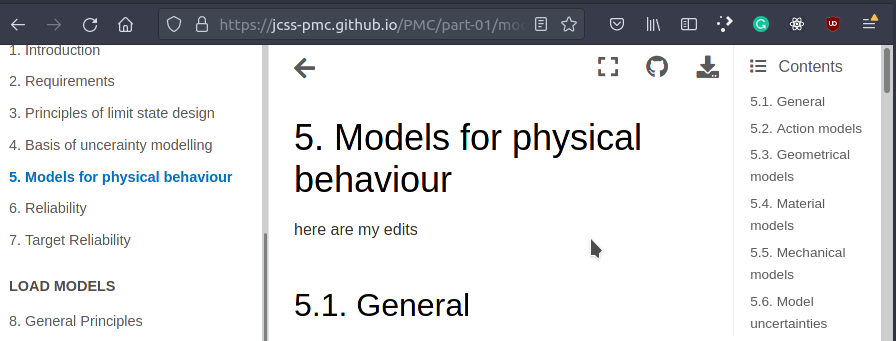 https://jcss-pmc.github.io/PMC/part-01/mod
1. Introduction
2. Requirements
3. Principles of limit state design
4. Basis of uncerainty modelling
5. Models for physical behaviour
6. Reliability
7. Target Reliability
LOAD MODELS
8. General Principles
5. Models for physical
behaviour
here are my edits
5.1. General
Contents
5.1. General
5.2. Action models
5.3. Geometrical
models
5.4. Material
models
5.5. Mechanical
models
5.6. Model
uncertainties